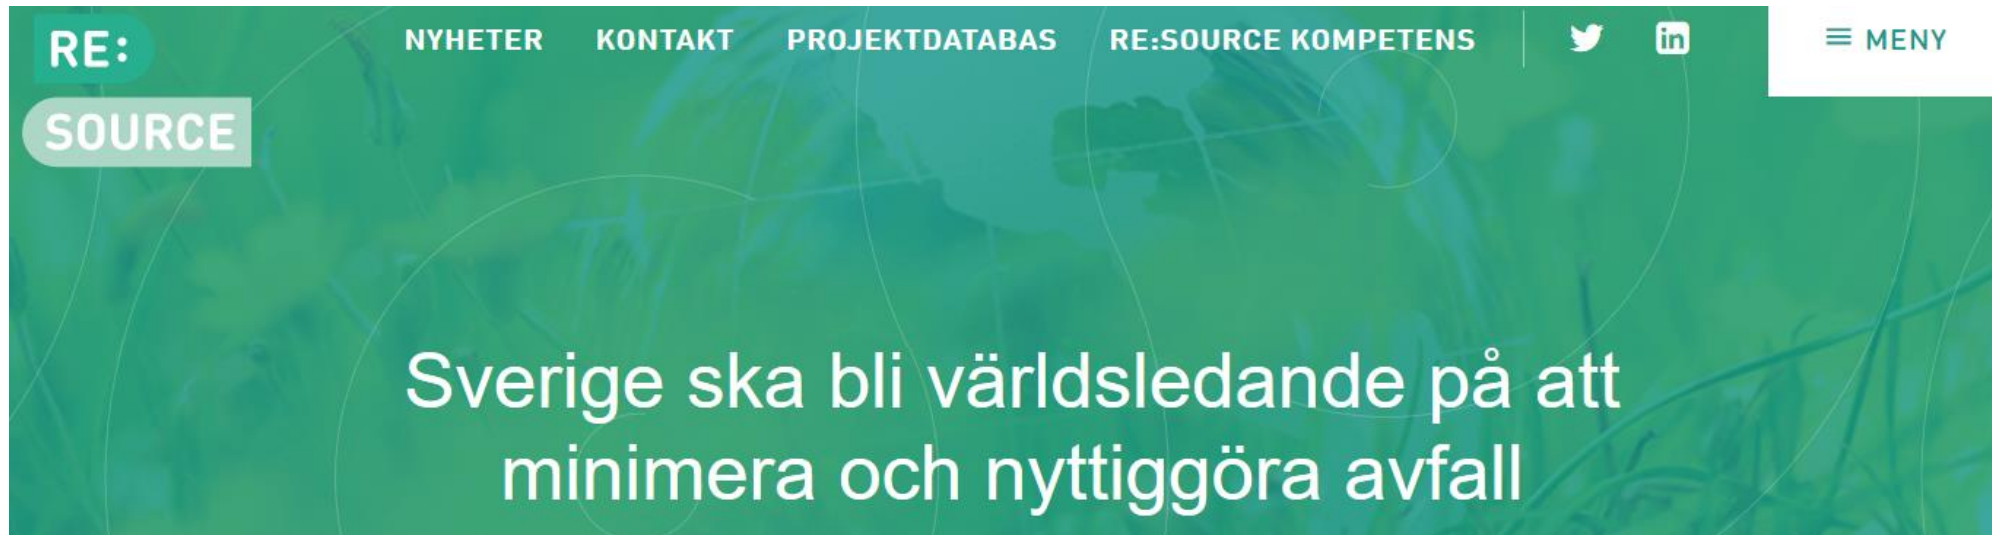 RE:
SOURCE
NYHETER KONTAKT PROJEKTDATABAS RE:SOURCE KOMPETENS MENY
Sverige ska bli världsledande på att
minimera och nyttiggöra avfall